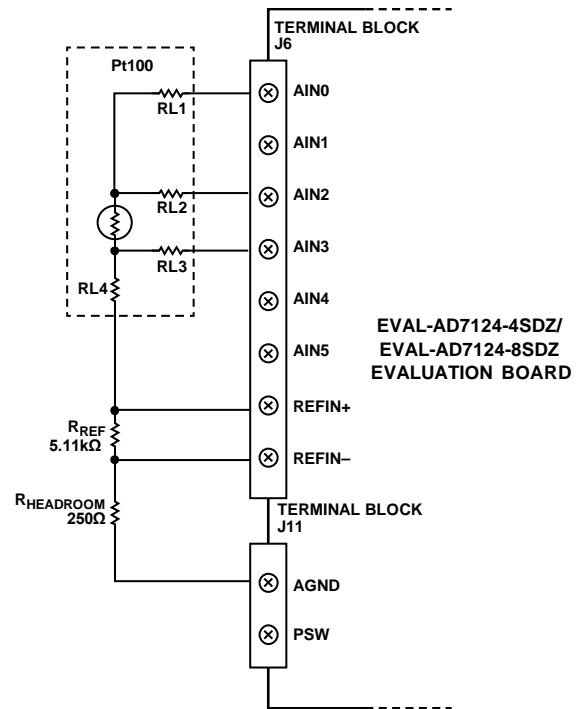 TERMINAL BLOCK
J6
Pt100
AIN0
RL1
AIN1
AIN2
RL2
AIN3
RL3
RL4
AIN4
AIN5
EVAL-AD7124-4SDZ/
EVAL-AD7124-8SDZ
EVALUATION BOARD
REFIN+
RREF
5.11kΩ
REFIN–
RHEADROOM
250Ω
TERMINAL BLOCK
J11
AGND
PSW